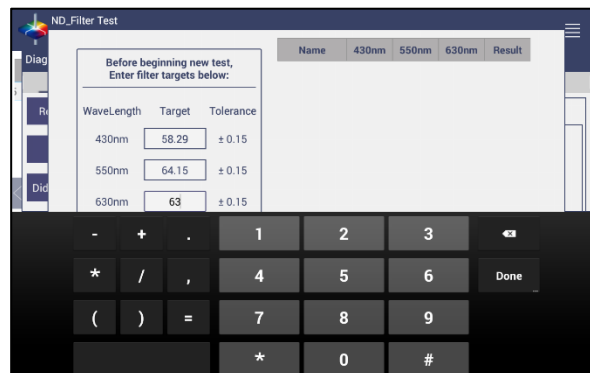 ND_Filter Test
Diag
Before beginning new test,
Enter filter targets below:
WaveLength Target Tolerance
430nm 58.29 ± 0.15
550nm 64.15 ± 0.15
630nm 63 ± 0.15
Name 430nm 550nm 630nm Result
Re
Did
- + . 1 2 3
* / , 4 5 6 Done
( ) = 7 8 9
* 0 #